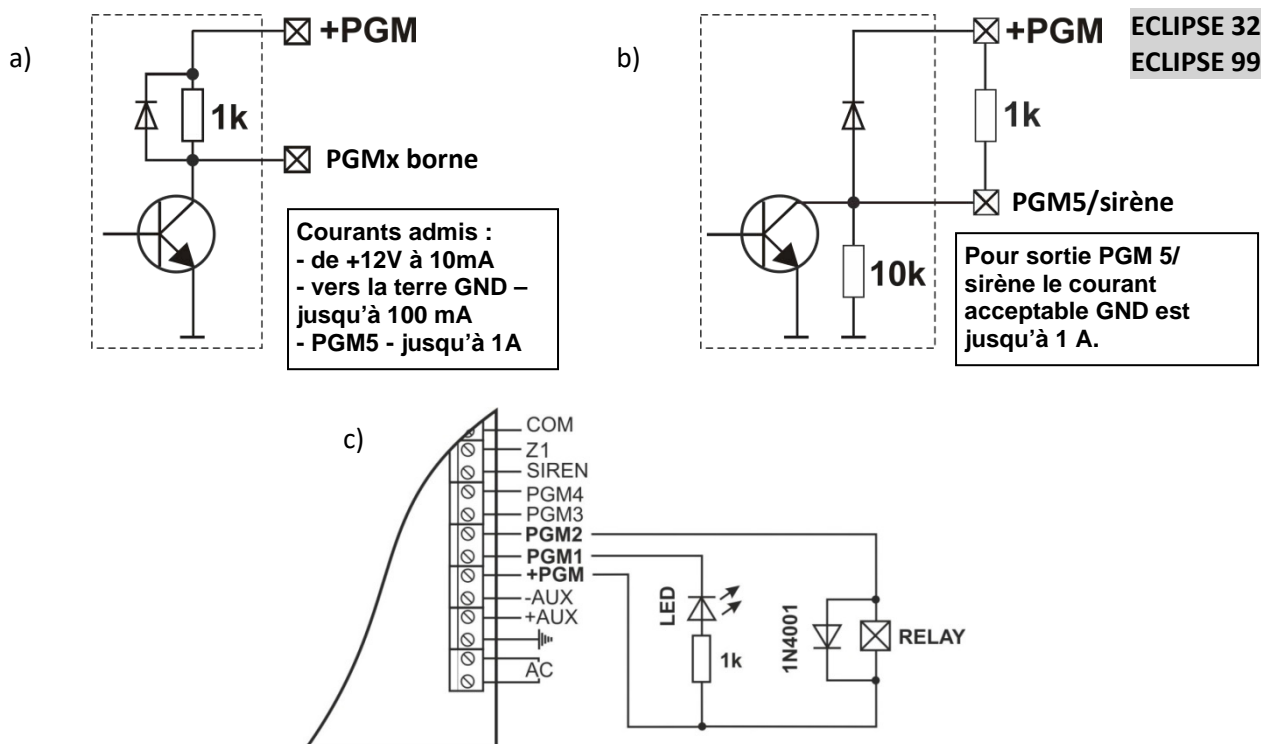 a)
+PGM
1k
PGMx borne
Courants admis :
- de +12V à 10mA
- vers la terre GND –
jusqu’à 100 mA
- PGM5 - jusqu’à 1A
b)
+PGM
ECLIPSE 32
ECLIPSE 99
1k
PGM5/sirène
10k
Pour sortie PGM 5/
sirène le courant
acceptable GND est
jusqu’à 1 A.
c)
COM
Z1
SIREN
PGM4
PGM3
PGM2
PGM1
+PGM
-AUX
+AUX
AC
LED
1k
1N4001
RELAY